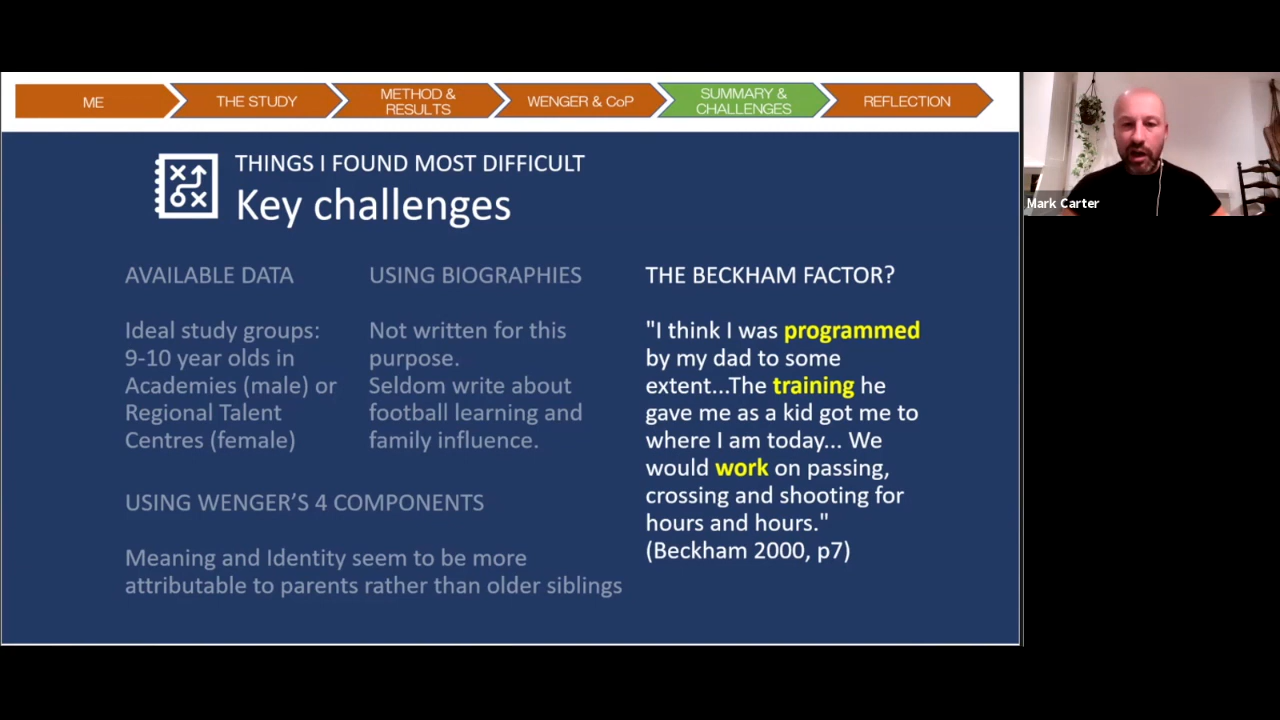 ME
THE STUDY
METHOD &
RESULTS
WENGER & CoP
SUMMARY &
CHALLENGES
REFLECTION
THINGS I FOUND MOST DIFFICULT
Key challenges
AVAILABLE DATA
Ideal study groups:
9-10 year olds in
Academies (male) or
Regional Talent
Centres (female)
USING BIOGRAPHIES
Not written for this
purpose.
Seldom write about
football learning and
family influence.
USING WENGER’S 4 COMPONENTS
Meaning and Identity seem to be more
attributable to parents rather than older siblings
THE BECKHAM FACTOR?
"I think I was programmed
by my dad to some
extent...The training he
gave me as a kid got me to
where I am today... We
would work on passing,
crossing and shooting for
hours and hours."
(Beckham 2000, p7)
Mark Carter